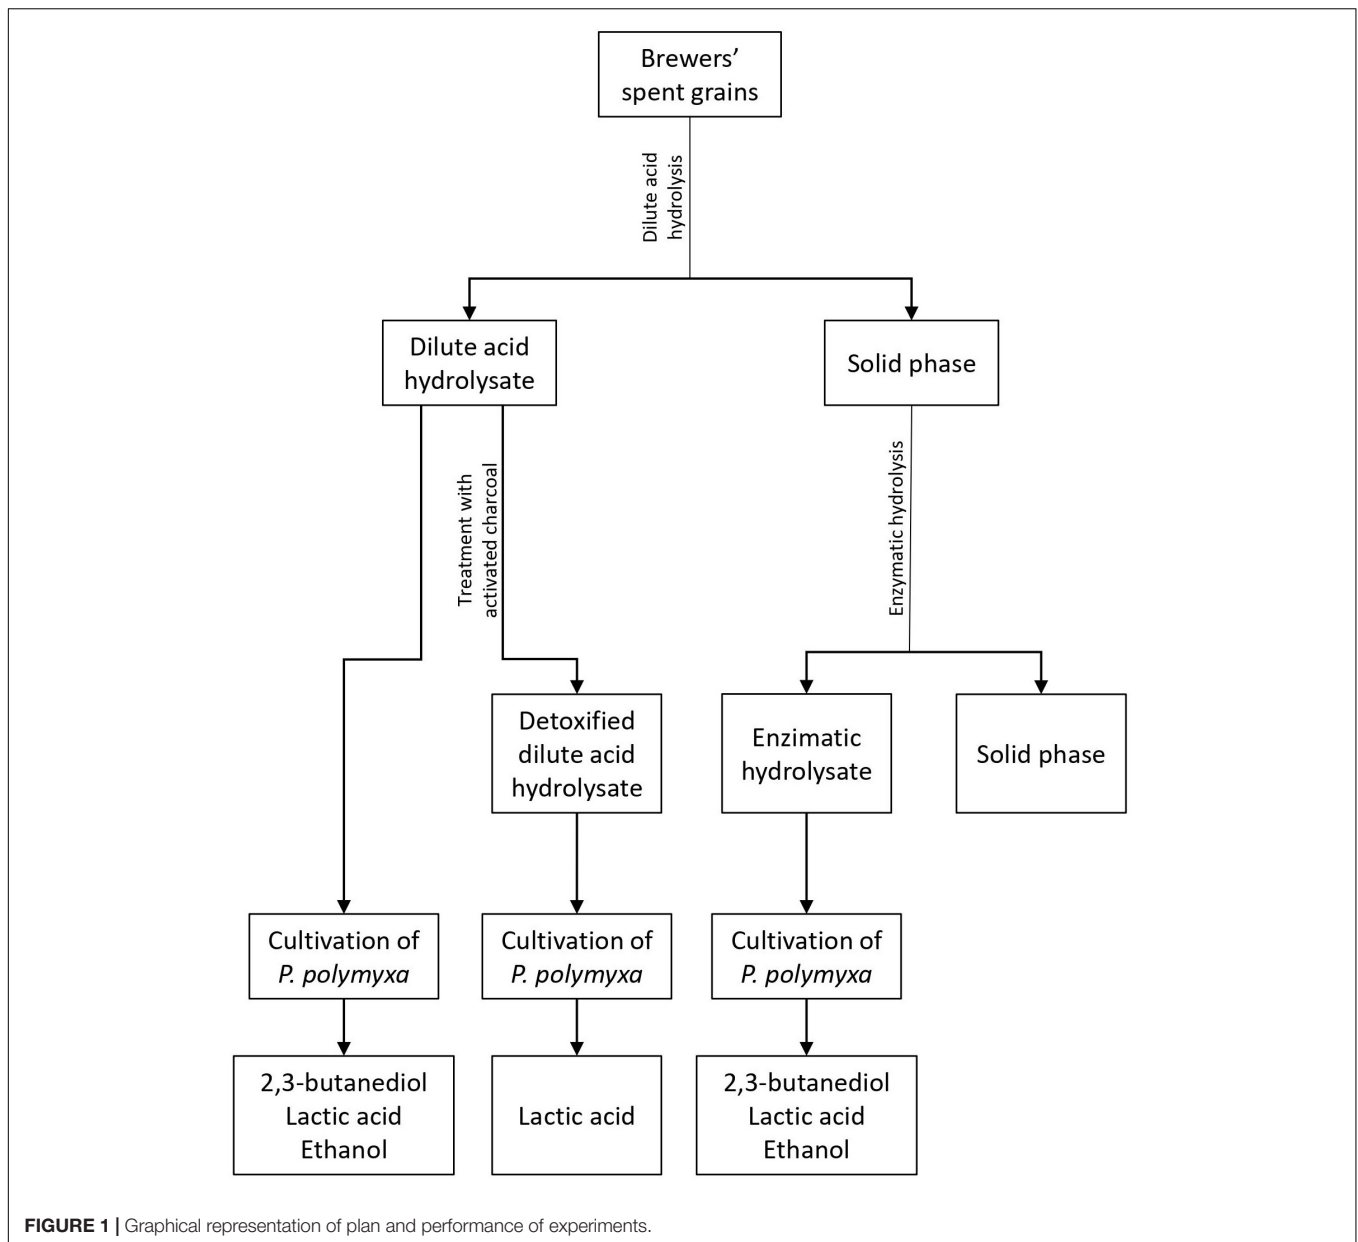 Brewers’
spent grains
Dilute acid
hydrolysis
Dilute acid
hydrolysate
Solid phase
Treatment with
activated charcoal
Enzymatic hydrolysis
Detoxified
dilute acid
hydrolysate
Enzimatic
hydrolysate
Solid phase
Cultivation of
P. polymyxa
Cultivation of
P. polymyxa
Cultivation of
P. polymyxa
2,3-butanediol
Lactic acid
Ethanol
Lactic acid
2,3-butanediol
Lactic acid
Ethanol
FIGURE 1 | Graphical representation of plan and performance of experiments.